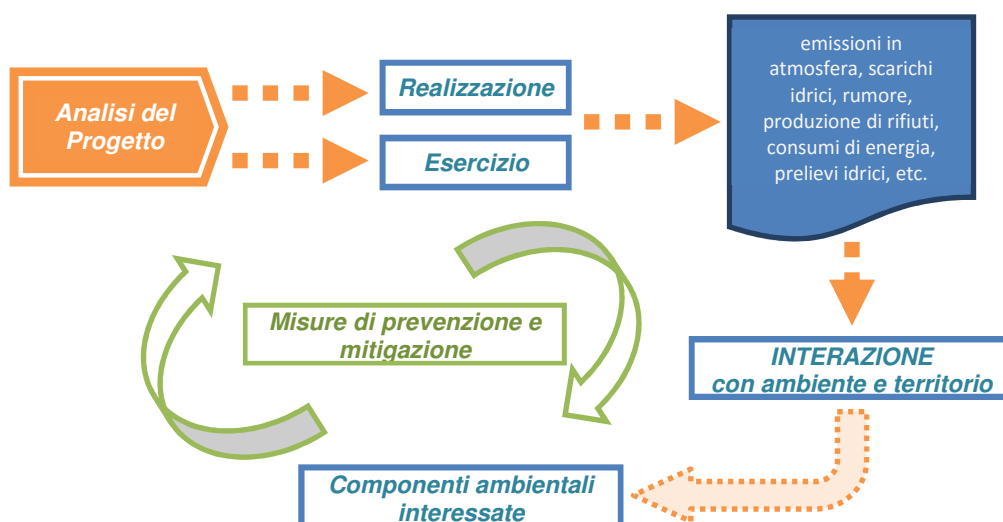 Analisi del
Progetto
Realizzazione
Esercizio
emissioni in
atmosfera, scarichi
idrici, rumore,
produzione di rifiuti,
consumi di energia,
prelievi idrici, etc.
INTERAZIONE
con ambiente e territorio
Misure di prevenzione e
mitigazione
Componenti ambientali
interessate